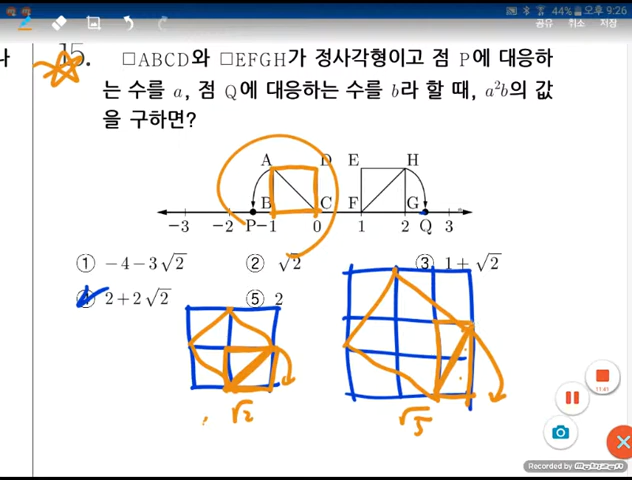 44% 오후 9:26
공유 취소 저장
나
15. □ABCD와 □EFGH가 정사각형이고 점 P에 대응하
는 수를 a, 점 Q에 대응하는 수를 b라 할 때, a²b의 값
을 구하면?
A D E H
B C F G
-3 -2 P -1 0 1 2 Q 3
① -4-3√2 ② √2 ③ 1+√2
④ 2+2√2 ⑤ 2
√2 √5
11:41
Recorded by Mobizen